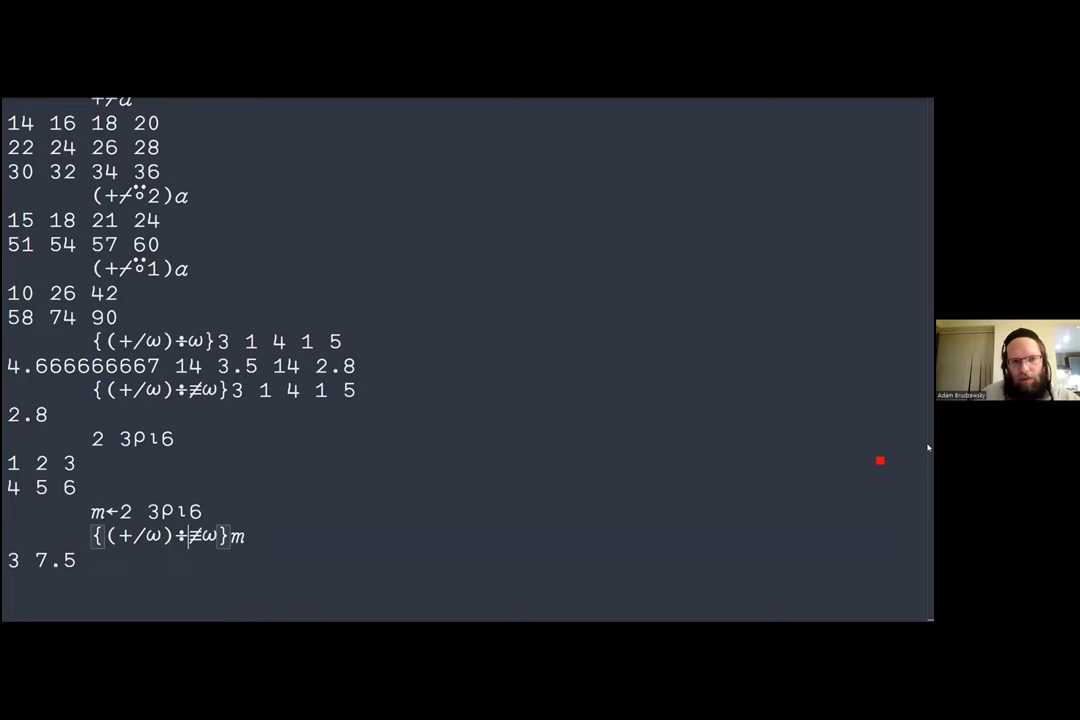 +⌿a
14 16 18 20
22 24 26 28
30 32 34 36
(+⌿⍤2)a
15 18 21 24
51 54 57 60
(+⌿⍤1)a
10 26 42
58 74 90
{(+/⍵)÷⍵}3 1 4 1 5
4.666666667 14 3.5 14 2.8
{(+/⍵)÷≢⍵}3 1 4 1 5
2.8
2 3⍴⍳6
1 2 3
4 5 6
m←2 3⍴⍳6
{(+/⍵)÷≢⍵}m
3 7.5
Adám Brudzewsky